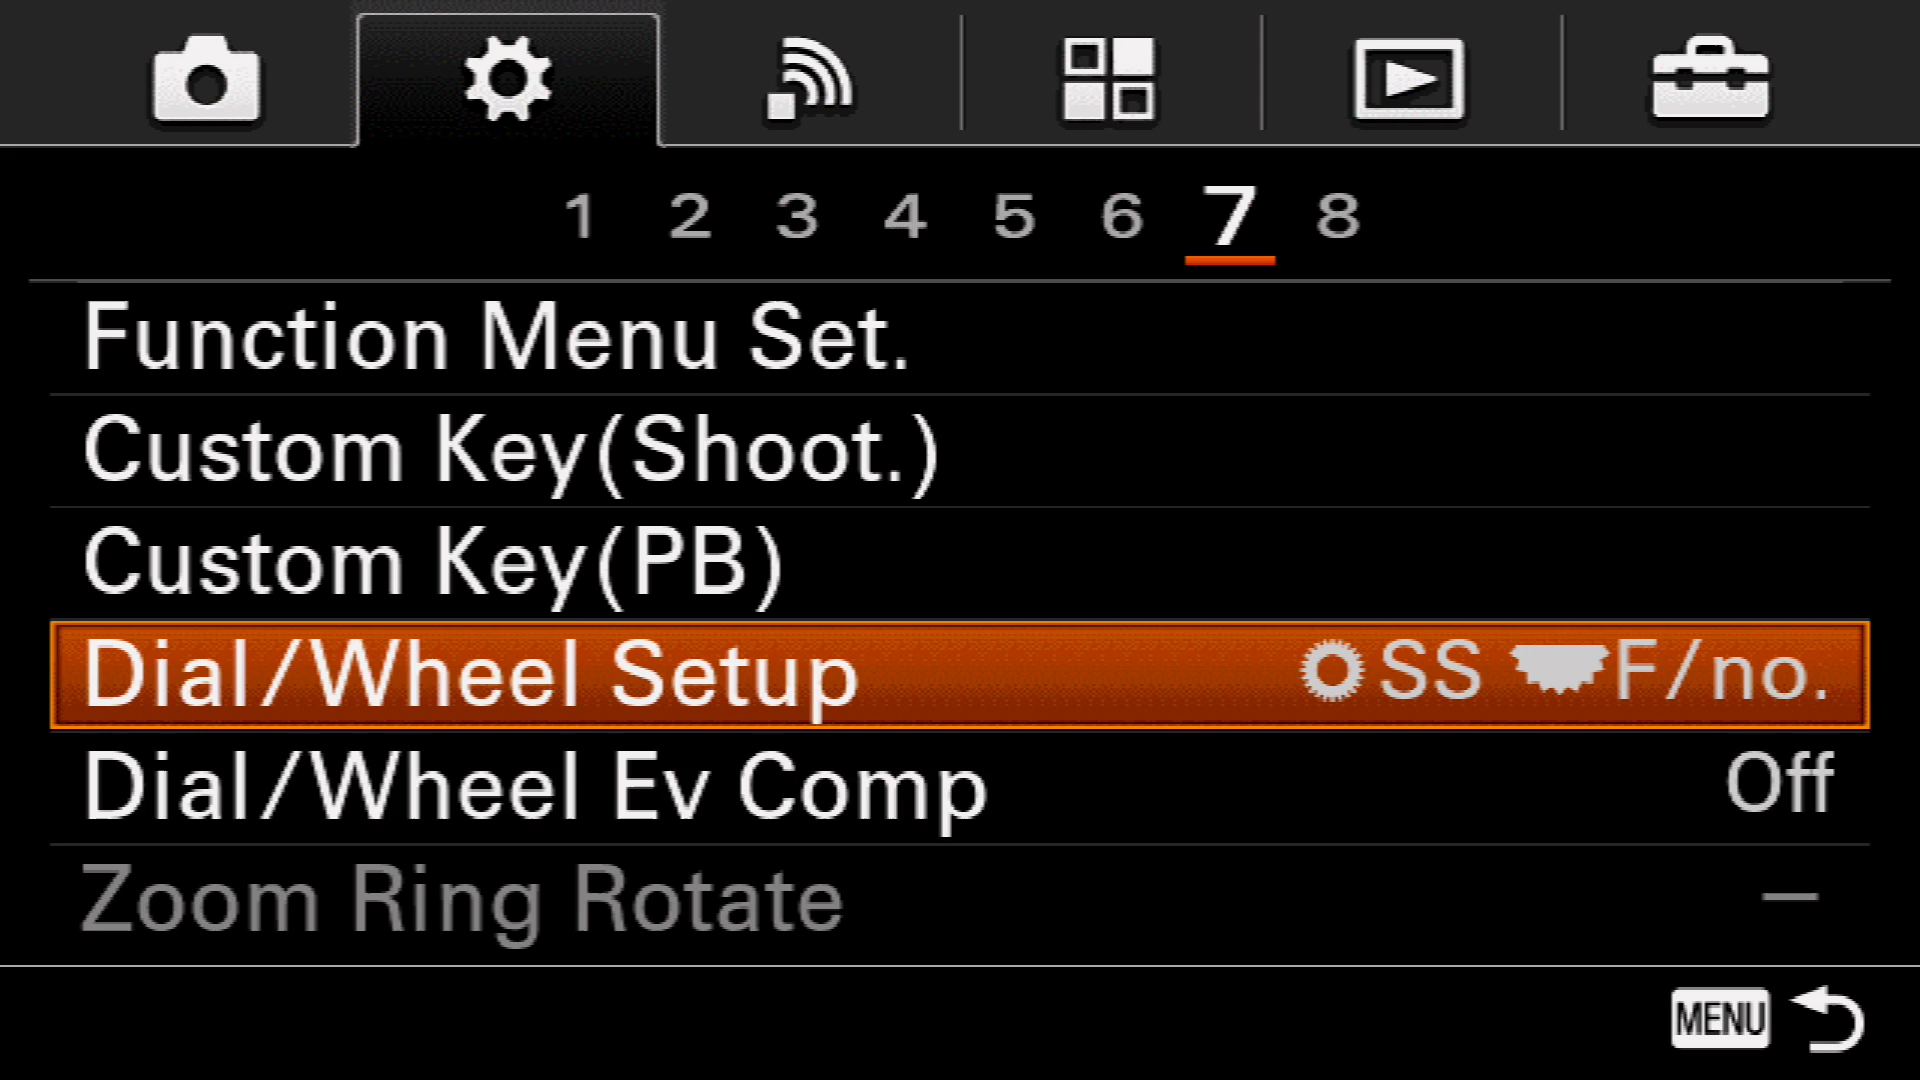 1 2 3 4 5 6 7 8
Function Menu Set.
Custom Key(Shoot.)
Custom Key(PB)
Dial/Wheel Setup SS F/no.
Dial/Wheel Ev Comp Off
Zoom Ring Rotate –
MENU